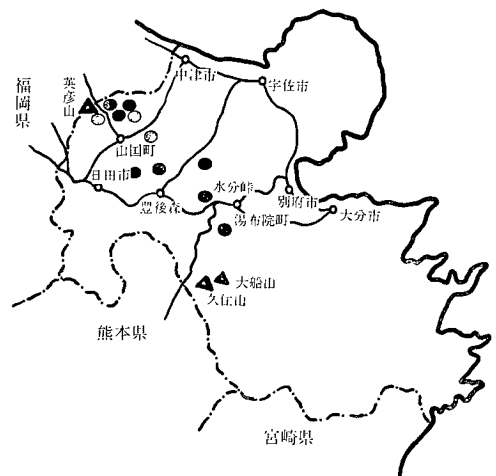 中津市
宇佐市
福岡県
英彦山
山国町
日田市
水分峠
別府市
豊後森
湯布院町
大分市
大船山
久住山
熊本県
宮崎県